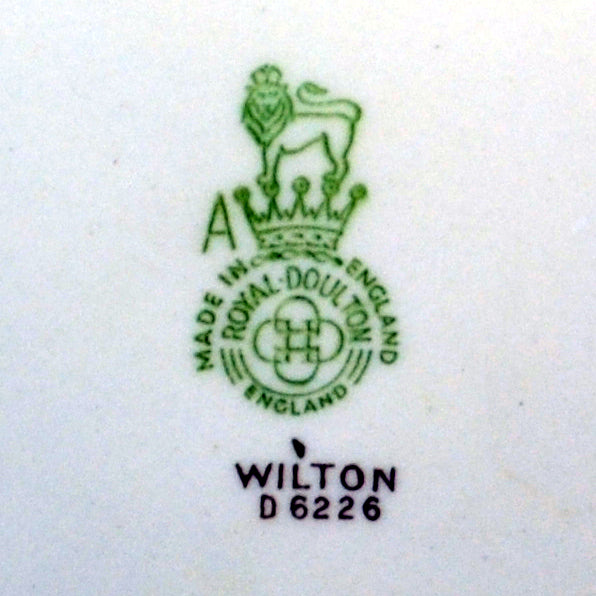 A
MADE IN ENGLAND
ROYAL·DOULTON
ENGLAND
WILTON
D 6226